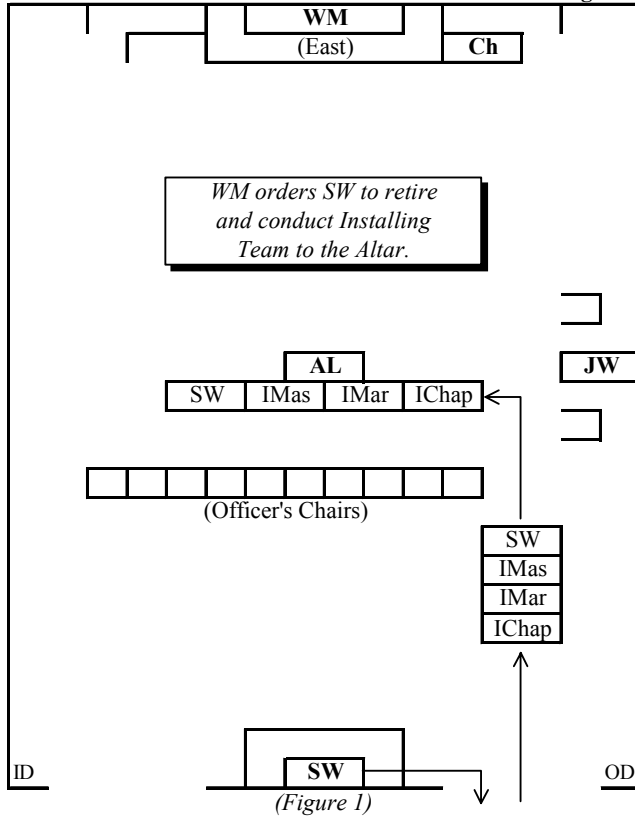 WM
(East)
Ch
WM orders SW to retire
and conduct Installing
Team to the Altar.
AL
JW
SW IMas IMar IChap
(Officer's Chairs)
SW
IMas
IMar
IChap
ID
SW
OD
(Figure 1)